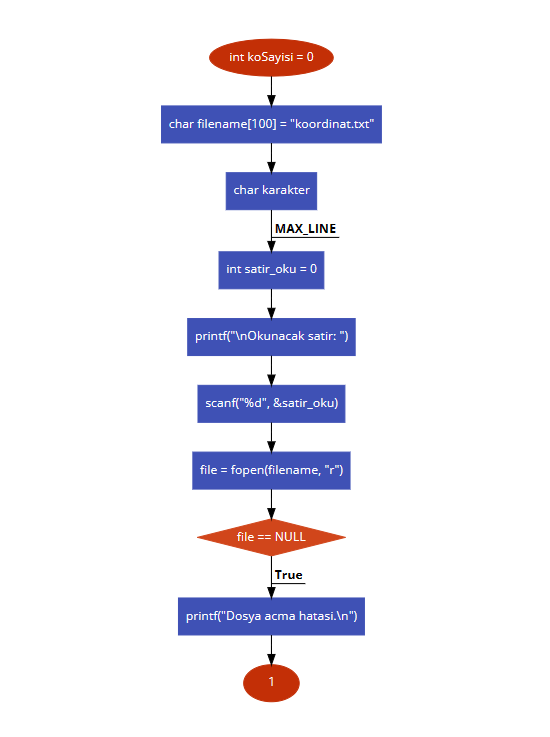 int koSayisi = 0
char filename[100] = "koordinat.txt"
char karakter
MAX_LINE
int satir_oku = 0
printf("\nOkunacak satir: ")
scanf("%d", &satir_oku)
file = fopen(filename, "r")
file == NULL
True
printf("Dosya acma hatasi.\n")
1